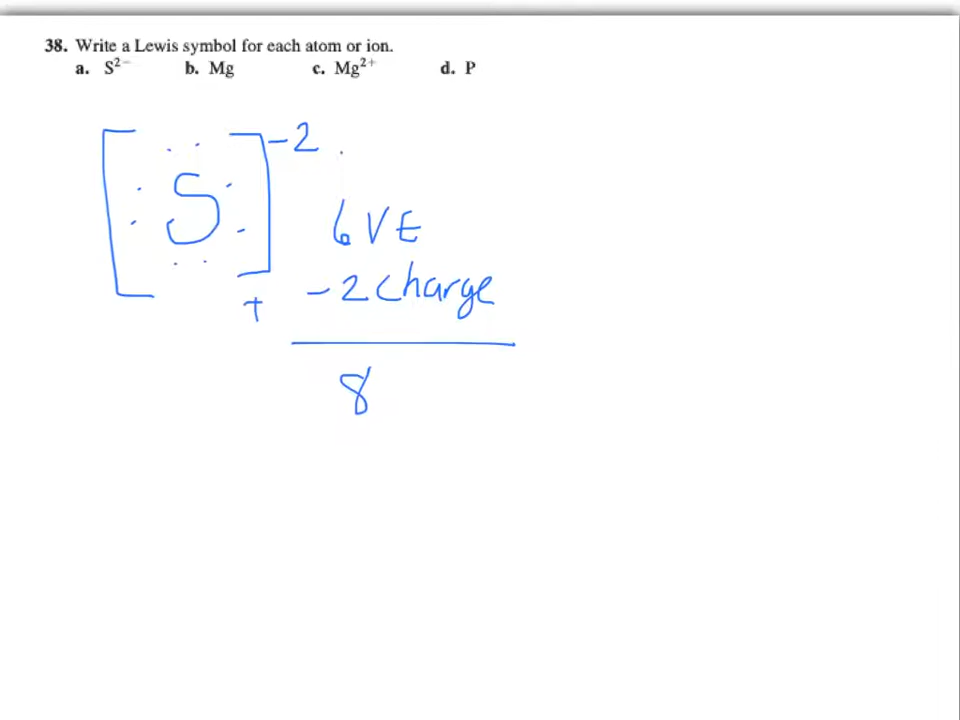 38. Write a Lewis symbol for each atom or ion.
a. S²⁻ b. Mg c. Mg²⁺ d. P
[ S ] -2
6 VE
+ -2 charge
8